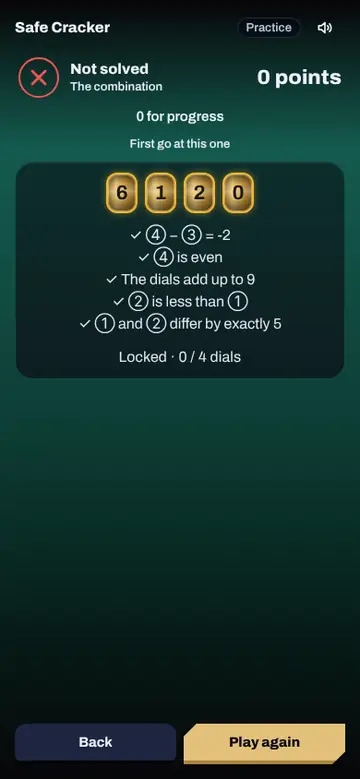 Safe Cracker
Practice
Not solved
The combination
0 points
0 for progress
First go at this one
6 1 2 0
✓ ④ – ③ = -2
✓ ④ is even
✓ The dials add up to 9
✓ ② is less than ①
✓ ① and ② differ by exactly 5
Locked · 0 / 4 dials
Back
Play again